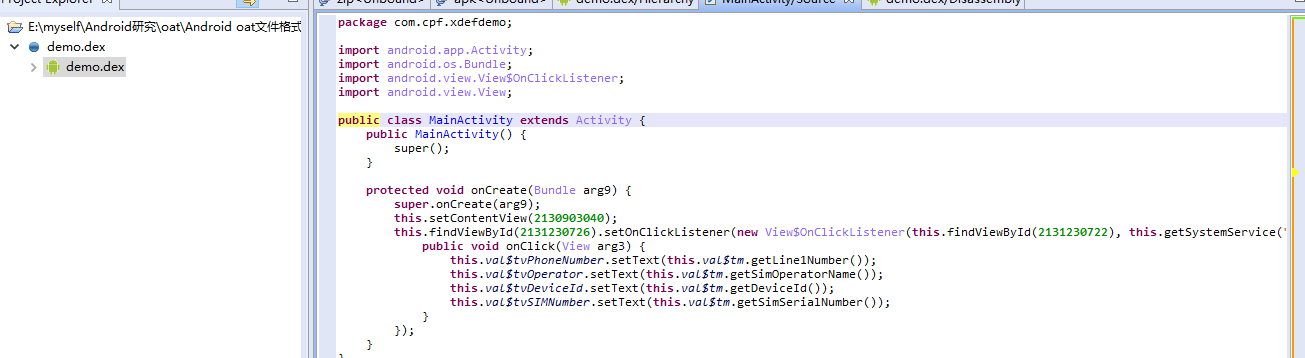 Project Explorer
zip<Unbound>
apk<Unbound>
demo.dex/Hierarchy
MainActivity/Source
demo.dex/Disassembly
E:\myself\Android研究\oat\Android oat文件格式
demo.dex
demo.dex
package com.cpf.xdefdemo;
import android.app.Activity;
import android.os.Bundle;
import android.view.View$OnClickListener;
import android.view.View;
public class MainActivity extends Activity {
public MainActivity() {
super();
}
protected void onCreate(Bundle arg9) {
super.onCreate(arg9);
this.setContentView(2130903040);
this.findViewById(2131230726).setOnClickListener(new View$OnClickListener(this.findViewById(2131230722), this.getSystemService("
public void onClick(View arg3) {
this.val$tvPhoneNumber.setText(this.val$tm.getLine1Number());
this.val$tvOperator.setText(this.val$tm.getSimOperatorName());
this.val$tvDeviceId.setText(this.val$tm.getDeviceId());
this.val$tvSIMNumber.setText(this.val$tm.getSimSerialNumber());
}
});
}
}